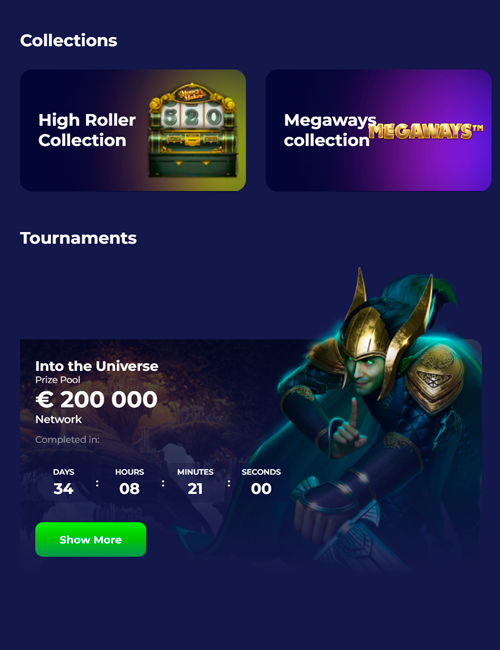 Collections
High Roller
Collection
Money
Maker
520
Megaways
collection
MEGAWAYS™
Tournaments
Into the Universe
Prize Pool
€ 200 000
Network
Completed in:
DAYS HOURS MINUTES SECONDS
34 : 08 : 21 : 00
Show More